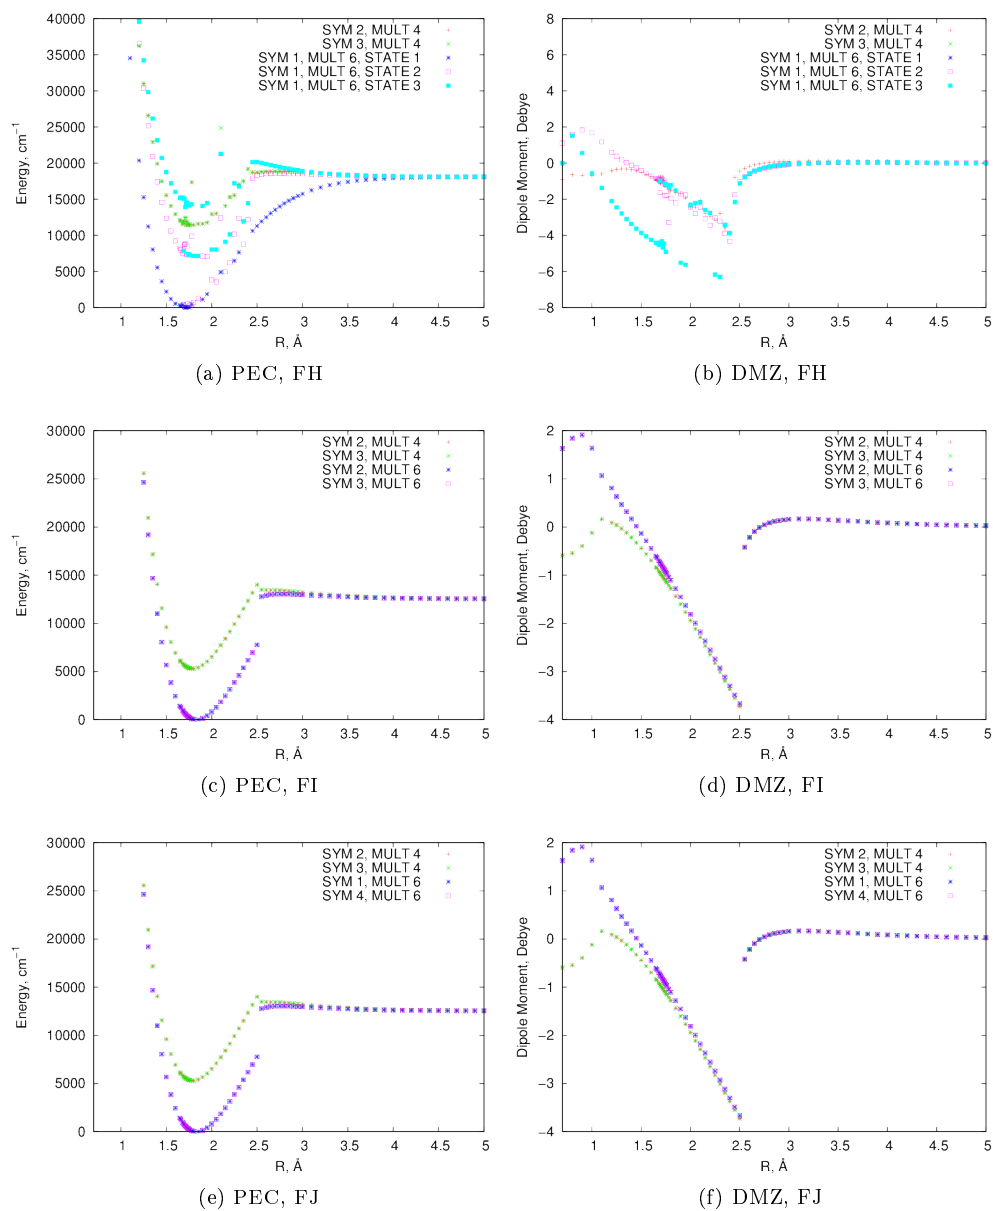 40000
35000
30000
25000
20000
15000
10000
5000
0
Energy, cm−1
SYM 2, MULT 4
SYM 3, MULT 4
SYM 1, MULT 6, STATE 1
SYM 1, MULT 6, STATE 2
SYM 1, MULT 6, STATE 3
1 1.5 2 2.5 3 3.5 4 4.5 5
R, Å
(a) PEC, FH
8
6
4
2
0
−2
−4
−6
−8
Dipole Moment, Debye
SYM 2, MULT 4
SYM 3, MULT 4
SYM 1, MULT 6, STATE 1
SYM 1, MULT 6, STATE 2
SYM 1, MULT 6, STATE 3
1 1.5 2 2.5 3 3.5 4 4.5 5
R, Å
(b) DMZ, FH
30000
25000
20000
15000
10000
5000
0
Energy, cm−1
SYM 2, MULT 4
SYM 3, MULT 4
SYM 2, MULT 6
SYM 3, MULT 6
1 1.5 2 2.5 3 3.5 4 4.5 5
R, Å
(c) PEC, FI
2
1
0
−1
−2
−3
−4
Dipole Moment, Debye
SYM 2, MULT 4
SYM 3, MULT 4
SYM 2, MULT 6
SYM 3, MULT 6
1 1.5 2 2.5 3 3.5 4 4.5 5
R, Å
(d) DMZ, FI
30000
25000
20000
15000
10000
5000
0
Energy, cm−1
SYM 2, MULT 4
SYM 3, MULT 4
SYM 1, MULT 6
SYM 4, MULT 6
1 1.5 2 2.5 3 3.5 4 4.5 5
R, Å
(e) PEC, FJ
2
1
0
−1
−2
−3
−4
Dipole Moment, Debye
SYM 2, MULT 4
SYM 3, MULT 4
SYM 1, MULT 6
SYM 4, MULT 6
1 1.5 2 2.5 3 3.5 4 4.5 5
R, Å
(f) DMZ, FJ